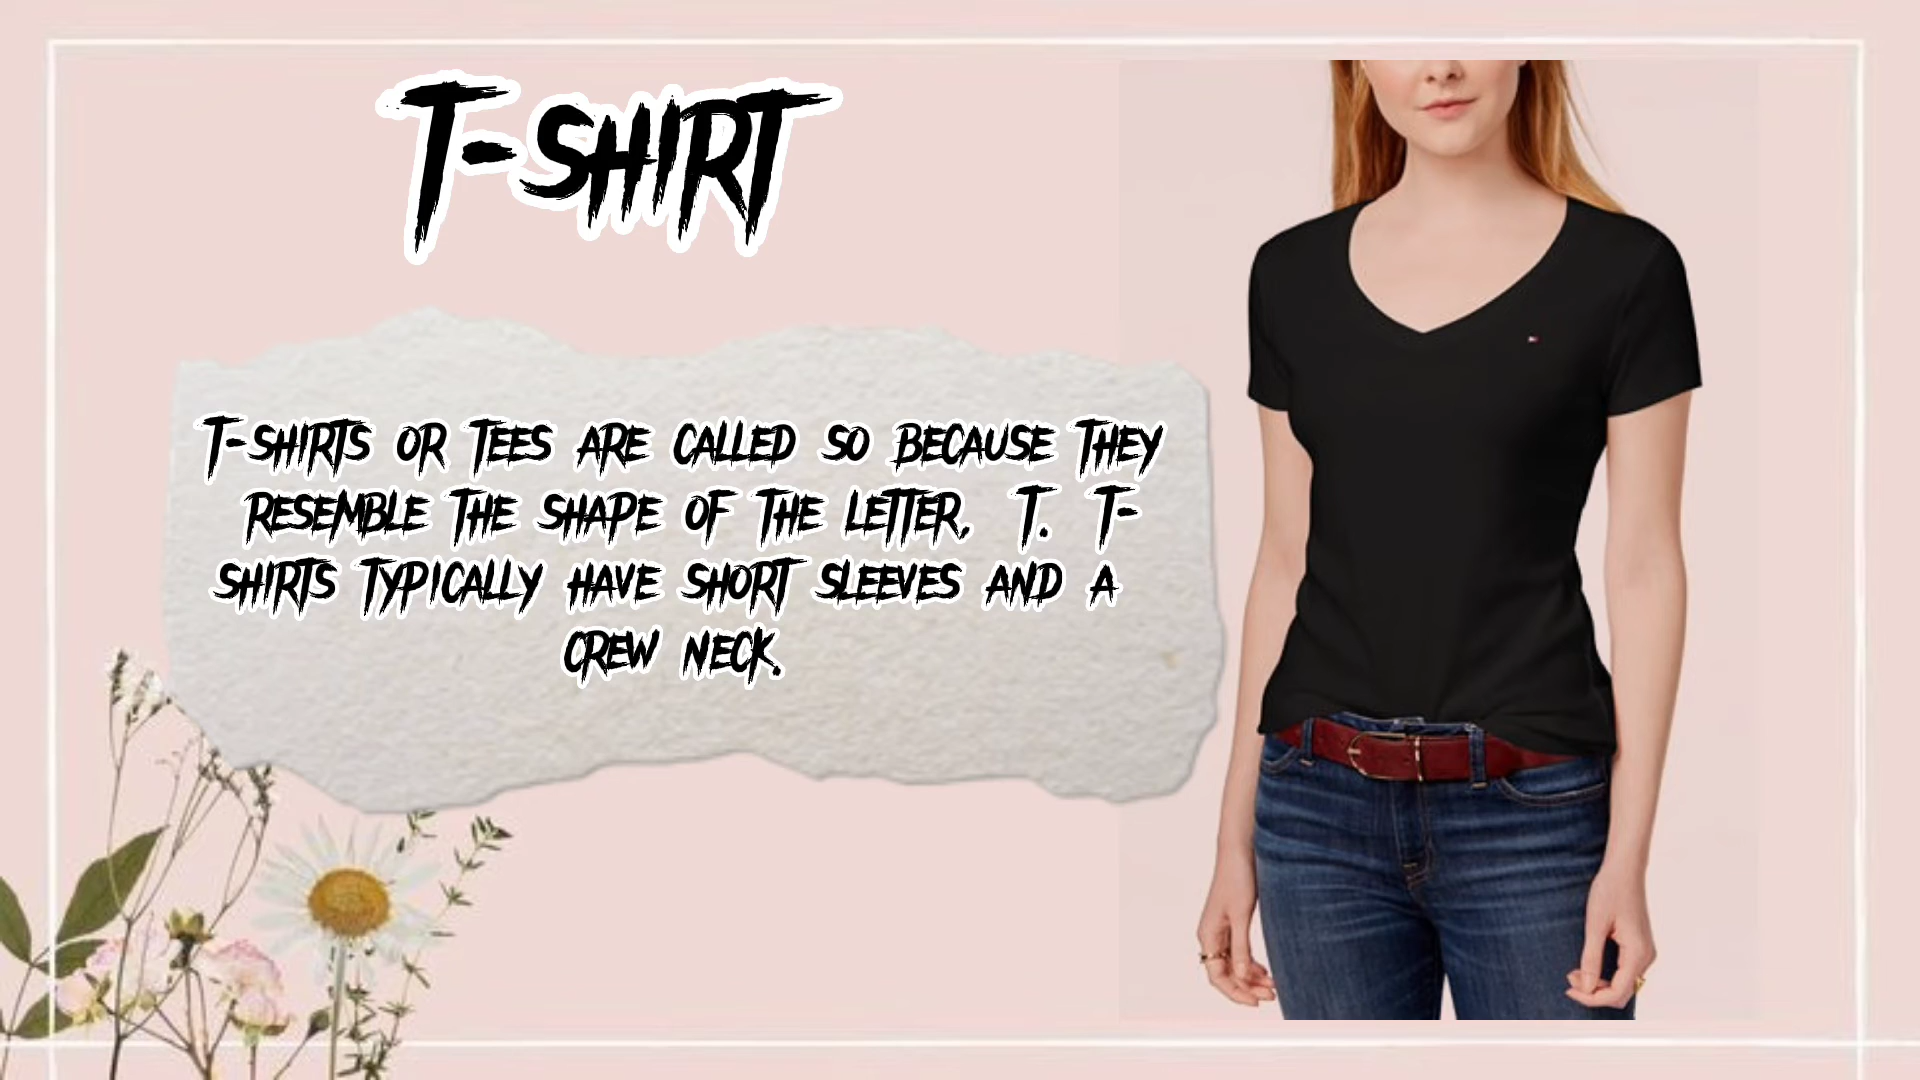 T-SHIRT
T-SHIRTS OR TEES ARE CALLED SO BECAUSE THEY
RESEMBLE THE SHAPE OF THE LETTER, T. T-
SHIRTS TYPICALLY HAVE SHORT SLEEVES AND A
CREW NECK.